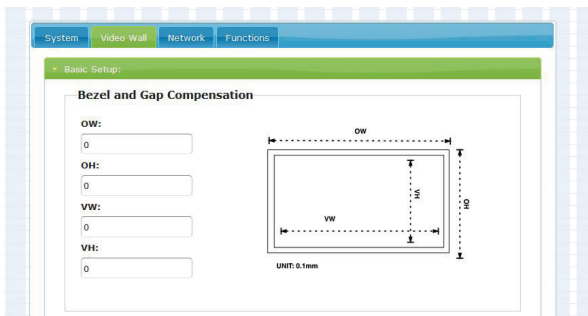 System Video Wall Network Functions
Basic Setup:
Bezel and Gap Compensation
OW:
0
OH:
0
VW:
0
VH:
0
OW
VH
OH
VW
UNIT: 0.1mm